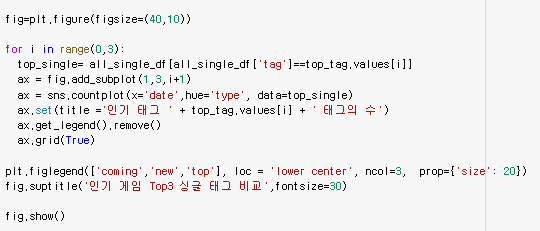 fig=plt.figure(figsize=(40,10))
for i in range(0,3):
top_single= all_single_df[all_single_df['tag']==top_tag.values[i]]
ax = fig.add_subplot(1,3,i+1)
ax = sns.countplot(x='date',hue='type', data=top_single)
ax.set(title ='인기 태그 ' + top_tag.values[i] + ' 태그의 수')
ax.get_legend().remove()
ax.grid(True)
plt.figlegend(['coming','new','top'], loc = 'lower center', ncol=3,  prop={'size': 20})
fig.suptitle('인기 게임 Top3 싱글 태그 비교',fontsize=30)
fig.show()